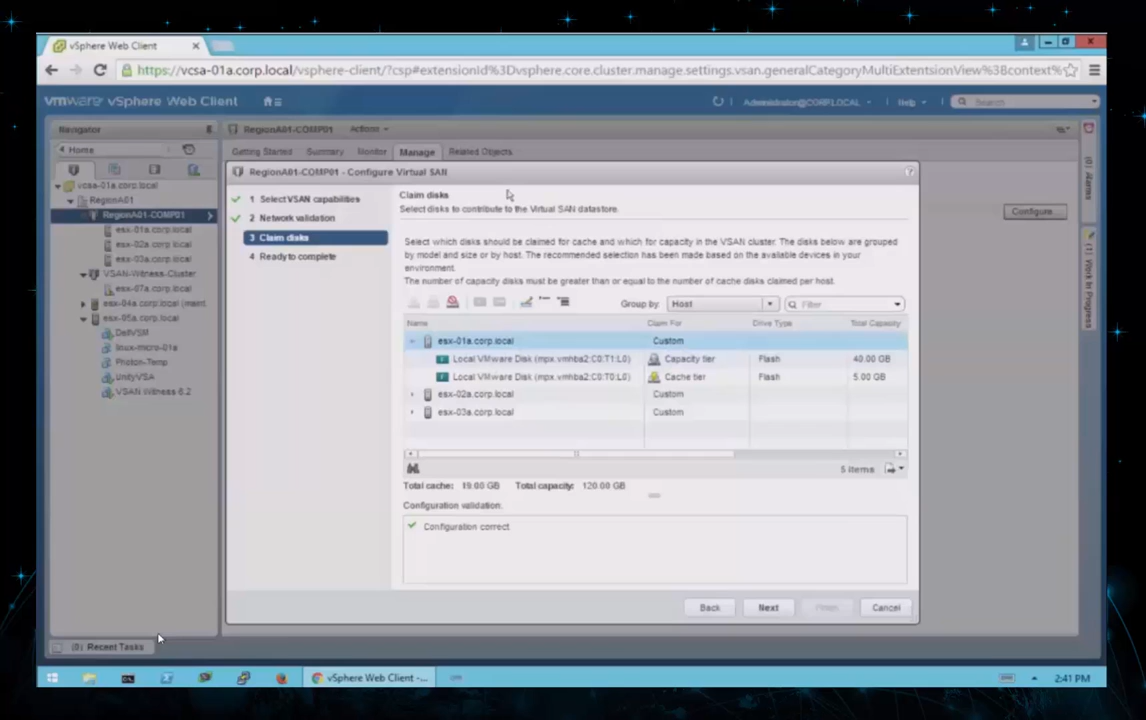 vSphere Web Client
https://vcsa-01a.corp.local/vsphere-client/?csp#extensionId%3Dvsphere.core.cluster.manage.settings.vsan.generalCategoryMultiExtentsionView%3Bcontext%
vmware vSphere Web Client
Administrator@CORP.LOCAL
Help
Search
Navigator
RegionA01-COMP01
Actions
Home
Getting Started Summary Monitor Manage Related Objects
vcsa-01a.corp.local
RegionA01
RegionA01-COMP01
esx-01a.corp.local
esx-02a.corp.local
esx-03a.corp.local
VSAN-Witness-Cluster
esx-07a.corp.local
esx-04a.corp.local (maint
esx-05a.corp.local
DellVSM
linux-micro-01a
Photon-Temp
UnityVSA
VSAN Witness 6.2
(0) Recent Tasks
RegionA01-COMP01 - Configure Virtual SAN
?
1 Select VSAN capabilities
2 Network validation
3 Claim disks
4 Ready to complete
Claim disks
Select disks to contribute to the Virtual SAN datastore.
Select which disks should be claimed for cache and which for capacity in the VSAN cluster. The disks below are grouped
by model and size or by host. The recommended selection has been made based on the available devices in your
environment.
The number of capacity disks must be greater than or equal to the number of cache disks claimed per host.
Group by: Host
Filter
Name Claim For Drive Type Total Capacity
esx-01a.corp.local Custom
Local VMware Disk (mpx.vmhba2:C0:T1:L0) Capacity tier Flash 40.00 GB
Local VMware Disk (mpx.vmhba2:C0:T0:L0) Cache tier Flash 5.00 GB
esx-02a.corp.local Custom
esx-03a.corp.local Custom
5 items
Total cache: 19.00 GB Total capacity: 120.00 GB
Configuration validation.
Configuration correct.
Back Next Finish Cancel
Configure...
(0) Alarms
(1) Work In Progress
vSphere Web Client -...
2:41 PM